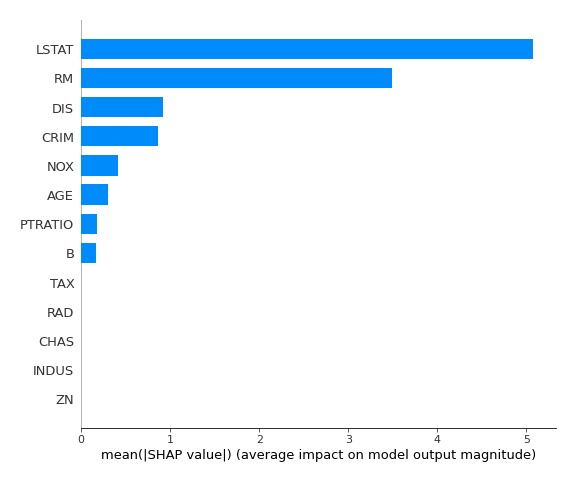 LSTAT
RM
DIS
CRIM
NOX
AGE
PTRATIO
B
TAX
RAD
CHAS
INDUS
ZN
0 1 2 3 4 5
mean(|SHAP value|) (average impact on model output magnitude)